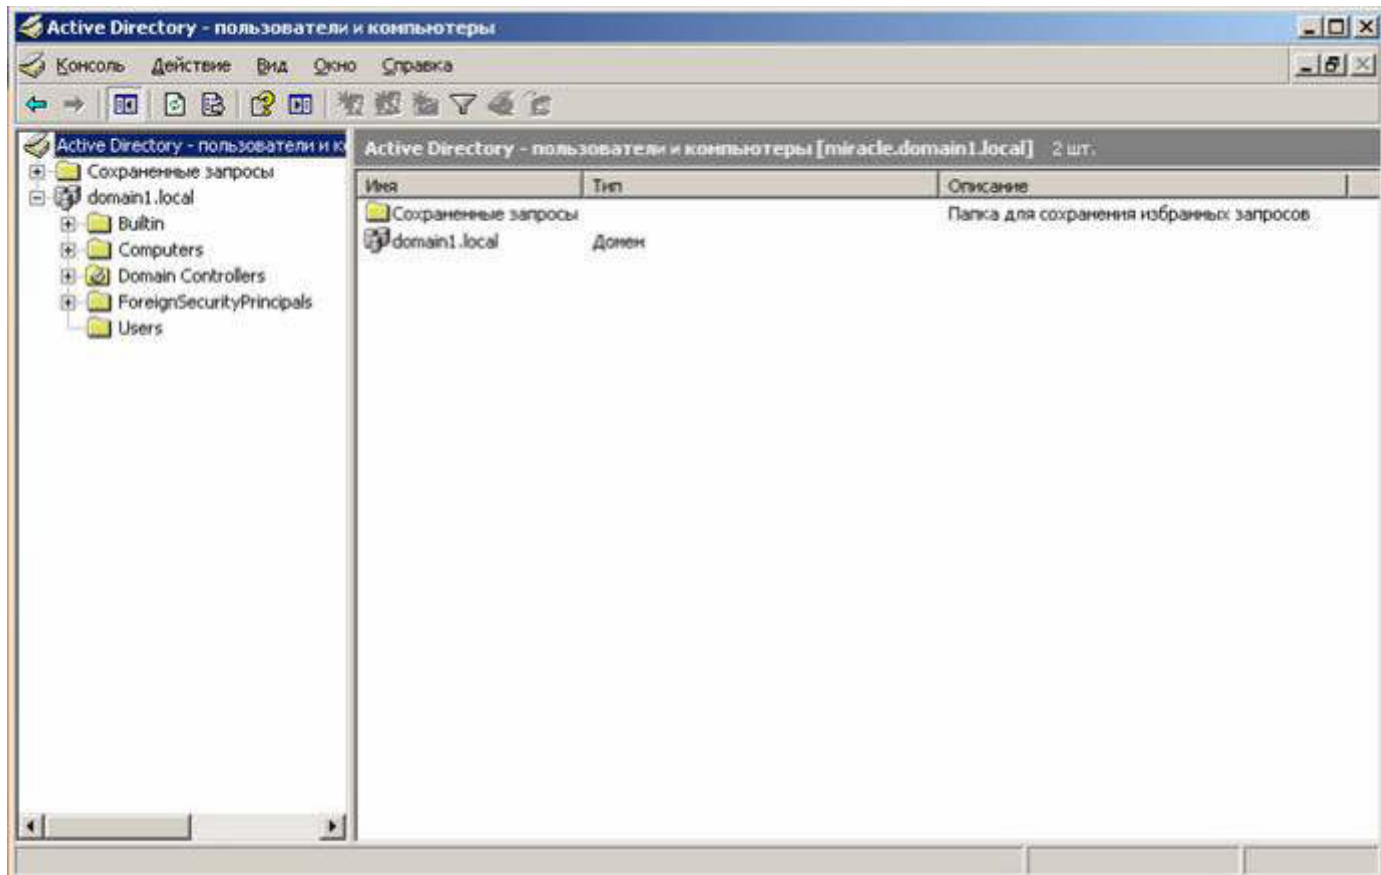 Active Directory - пользователи и компьютеры
Консоль Действие Вид Окно Справка
Active Directory - пользователи и ко
Сохраненные запросы
domain1.local
Builtin
Computers
Domain Controllers
ForeignSecurityPrincipals
Users
Active Directory - пользователи и компьютеры [miracle.domain1.local] 2 шт.
Имя Тип Описание
Сохраненные запросы Папка для сохранения избранных запросов
domain1.local Домен